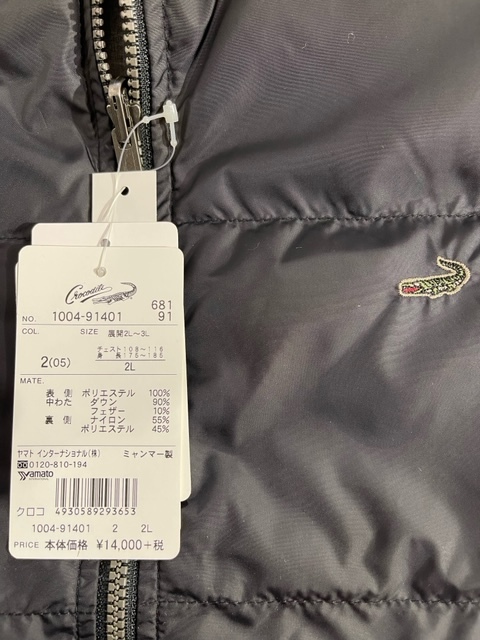 Crocodile
681
NO. 1004-91401 91
COL. SIZE 展開2L~3L
2(05) チェスト108~116
身 長175~185
2L
MATE.
表 側 ポリエステル 100%
中わた ダウン 90%
フェザー 10%
裏 側 ナイロン 55%
ポリエステル 45%
ヤマト インターナショナル(株) ミャンマー製
0120-810-194
Yamato
クロコ 4930589293653
1004-91401 2 2L
PRICE 本体価格 ¥14,000+税